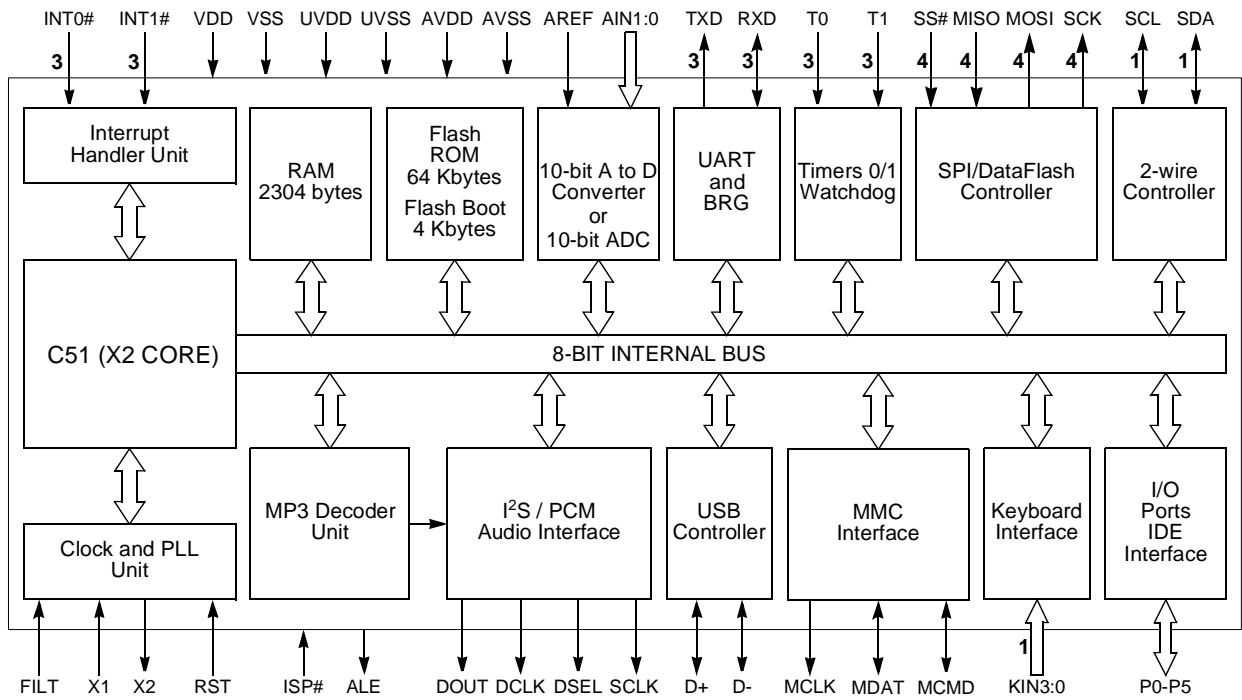 INT0# INT1# VDD VSS UVDD UVSS AVDD AVSS AREF AIN1:0 TXD RXD T0 T1 SS# MISO MOSI SCK SCL SDA
3 3 3 3 3 3 4 4 4 4 1 1
Interrupt
Handler Unit
RAM
2304 bytes
Flash
ROM
64 Kbytes
Flash Boot
4 Kbytes
10-bit A to D
Converter
or
10-bit ADC
UART
and
BRG
Timers 0/1
Watchdog
SPI/DataFlash
Controller
2-wire
Controller
C51 (X2 CORE)
8-BIT INTERNAL BUS
Clock and PLL
Unit
MP3 Decoder
Unit
I²S / PCM
Audio Interface
USB
Controller
MMC
Interface
Keyboard
Interface
I/O
Ports
IDE
Interface
1
FILT X1 X2 RST ISP# ALE DOUT DCLK DSEL SCLK D+ D- MCLK MDAT MCMD KIN3:0 P0-P5